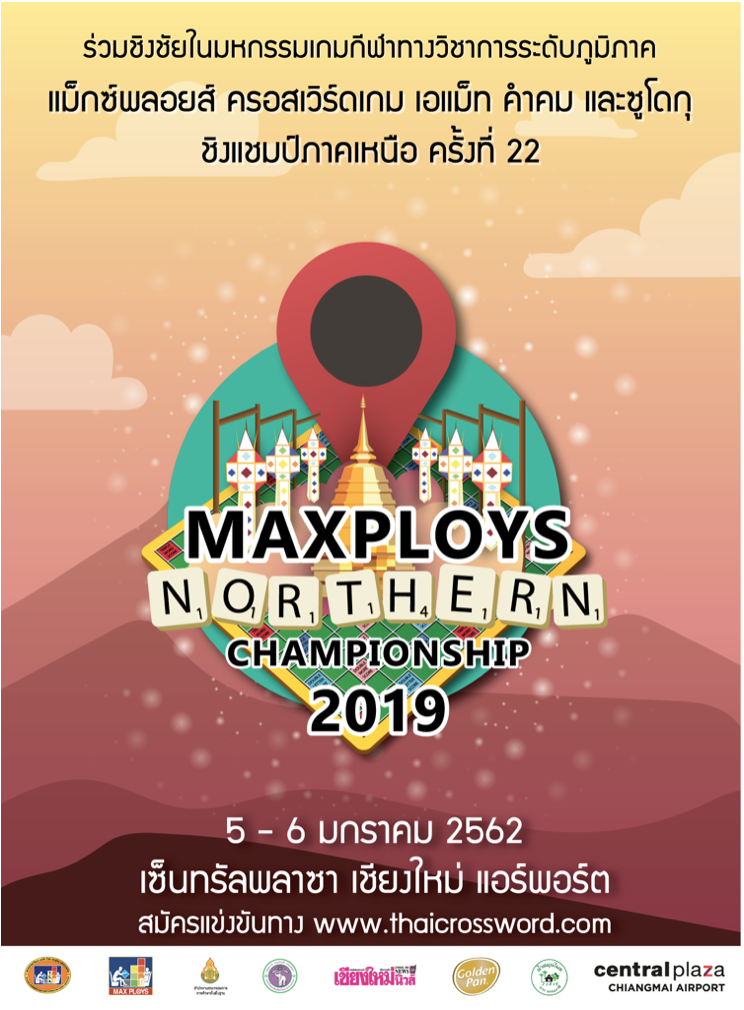 ร่วมชิงชัยในมหกรรมเกมกีฬาทางวิชาการระดับภูมิภาค
แม็กซ์พลอยส์ ครอสเวิร์ดเกม เอแม็ท คำคม และซูโดกุ
ชิงแชมป์ภาคเหนือ ครั้งที่ 22
MAXPLOYS
N1 O1 R1 T1 H4 E1 R1 N1
CHAMPIONSHIP
2019
5 - 6 มกราคม 2562
เซ็นทรัลพลาซา เชียงใหม่ แอร์พอร์ต
สมัครแข่งขันทาง www.thaicrossword.com
MAX PLOYS
เชียงใหม่นิวส์
NEWS
Golden Pan
centralplaza
CHIANGMAI AIRPORT